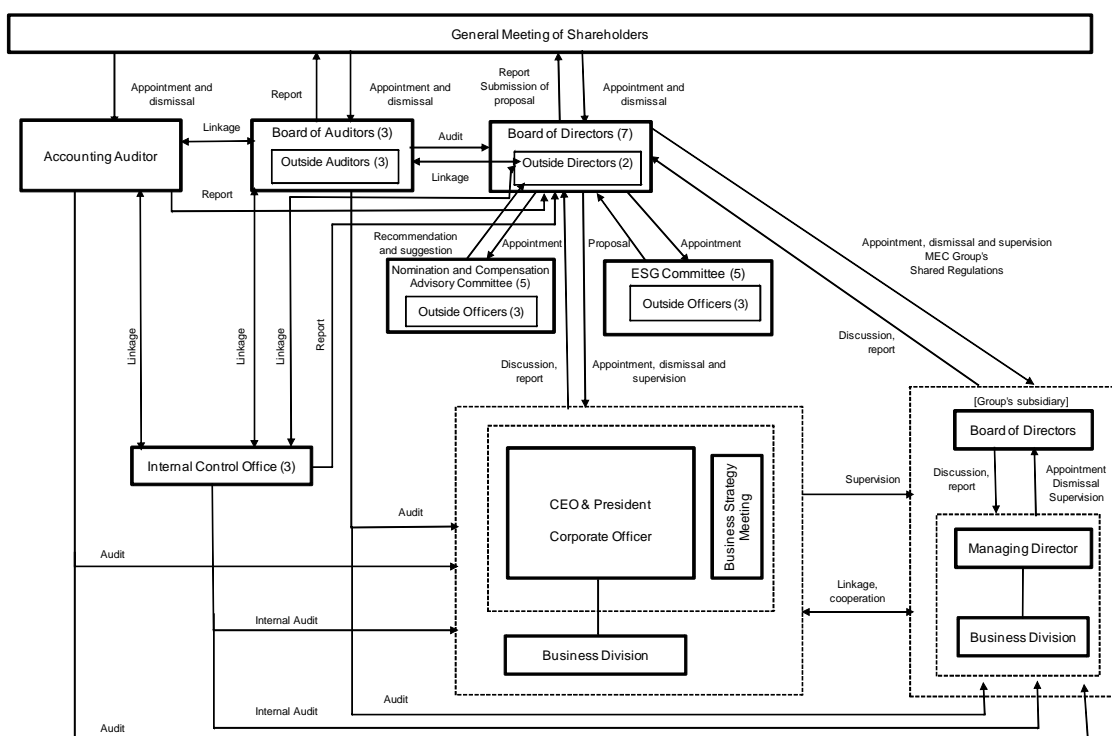 General Meeting of Shareholders
Appointment and
dismissal
Report
Appointment and
dismissal
Report
Submission of
proposal
Appointment and
dismissal
Accounting Auditor
Linkage
Board of Auditors (3)
Outside Auditors (3)
Audit
Linkage
Board of Directors (7)
Outside Directors (2)
Report
Recommendation
and suggestion
Appointment
Proposal
Appointment
Appointment, dismissal and supervision
MEC Group's
Shared Regulations
Nomination and Compensation
Advisory Committee (5)
Outside Officers (3)
ESG Committee (5)
Outside Officers (3)
Linkage
Linkage
Linkage
Report
Discussion,
report
Discussion,
report
Appointment, dismissal and
supervision
[Group's subsidiary]
Board of Directors
Internal Control Office (3)
Discussion,
report
Appointment
Dismissal
Supervision
CEO & President
Corporate Officer
Business Strategy
Meeting
Supervision
Audit
Managing Director
Audit
Linkage,
cooperation
Internal Audit
Business Division
Business Division
Audit
Internal Audit
Audit